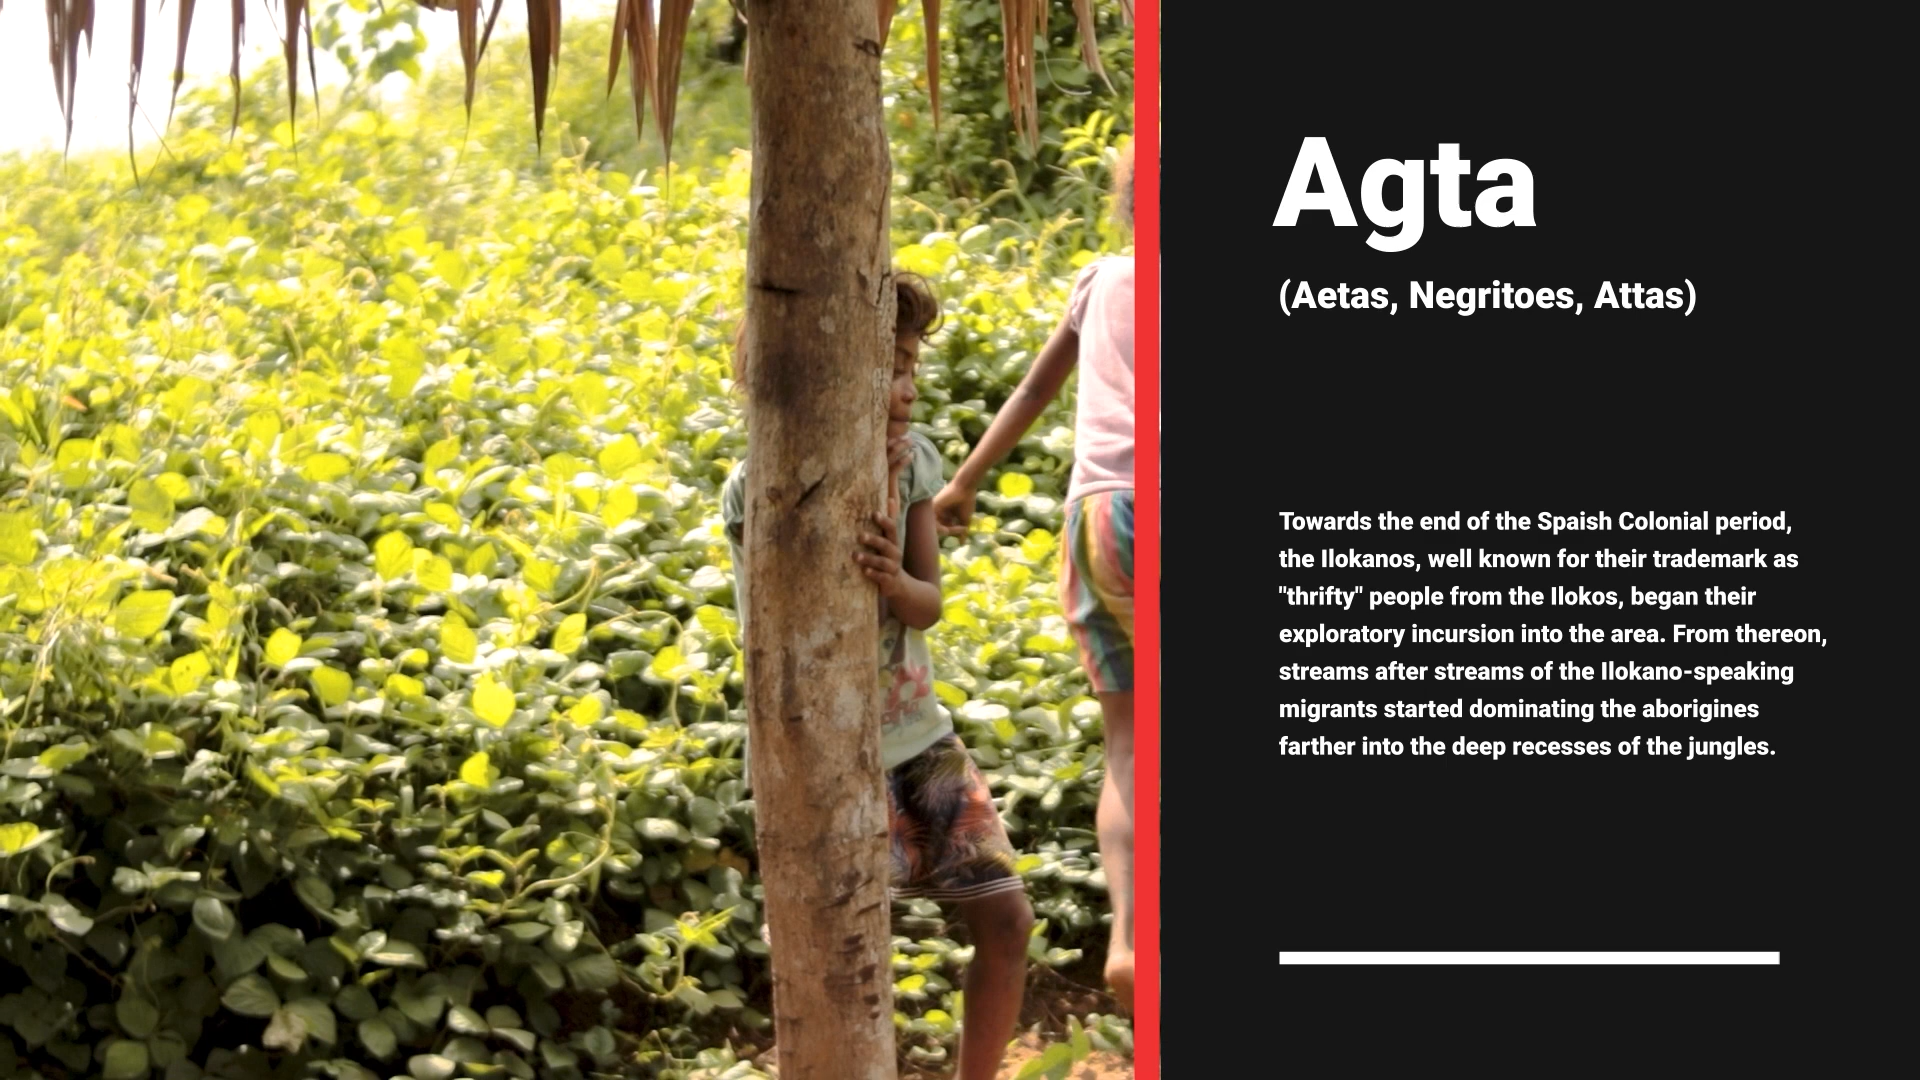 Agta
(Aetas, Negritoes, Attas)
Towards the end of the Spaish Colonial period,
the Ilokanos, well known for their trademark as
"thrifty" people from the Ilokos, began their
exploratory incursion into the area. From thereon,
streams after streams of the Ilokano-speaking
migrants started dominating the aborigines
farther into the deep recesses of the jungles.